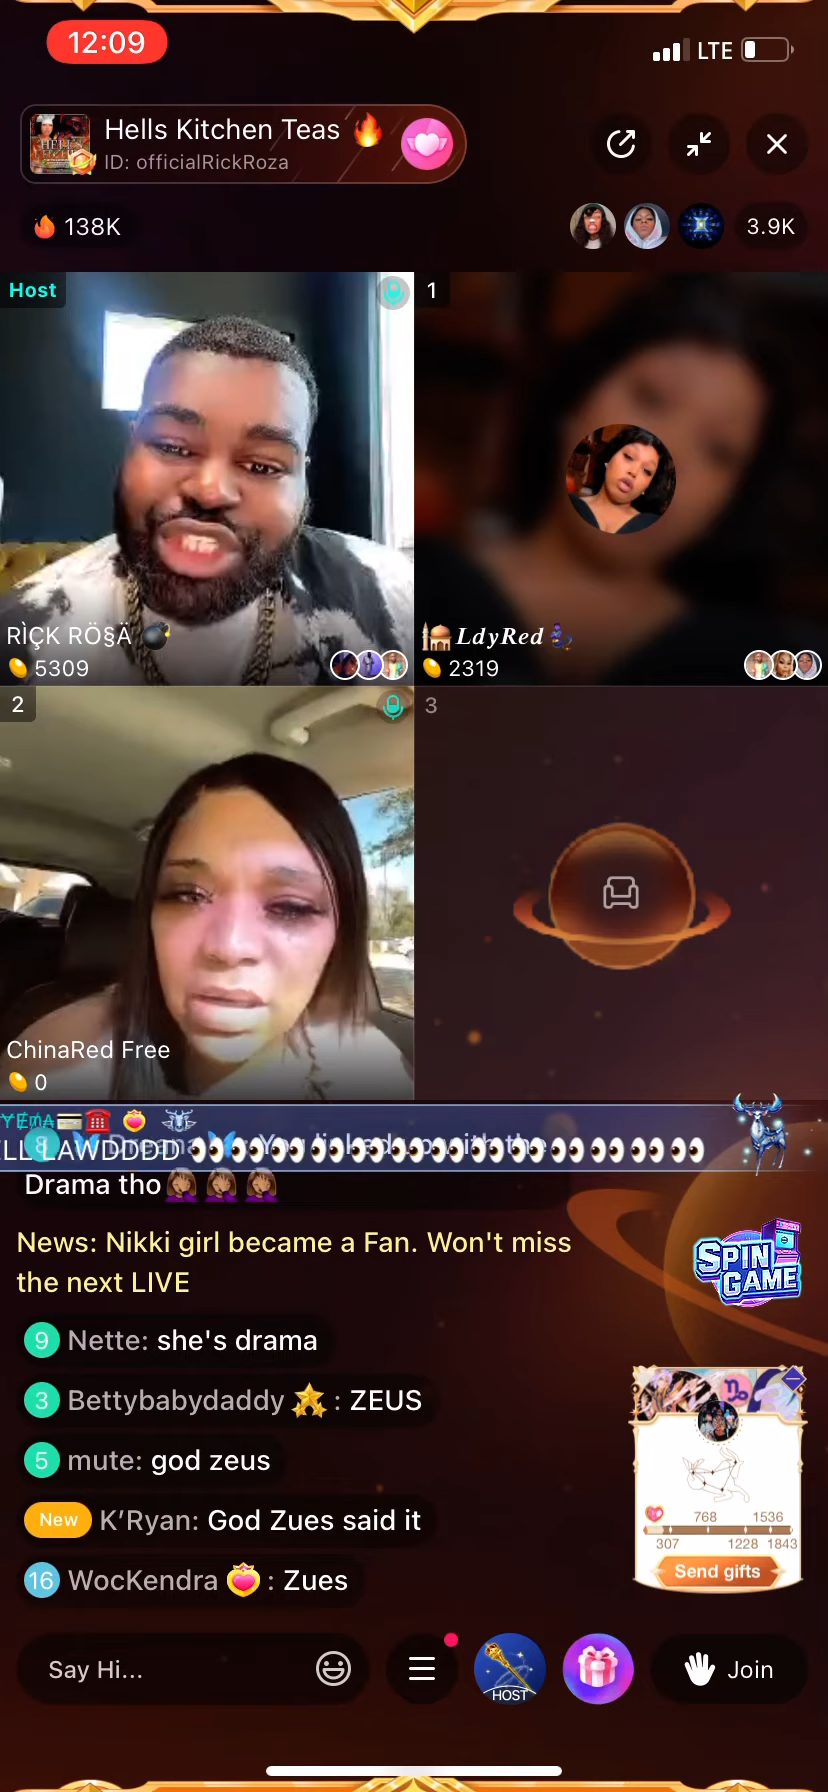 12:09
LTE
Hells Kitchen Teas 🔥
ID: officialRickRoza
138K
3.9K
Host
1
RÌÇK RÖ§Ä 💣
5309
LdyRed
2319
2
3
ChinaRed Free
0
LAWDDDD 👀👀👀👀👀👀👀👀👀👀👀👀👀
Drama tho🤦🏽‍♀️🤦🏽‍♀️🤦🏽‍♀️
News: Nikki girl became a Fan. Won't miss
the next LIVE
SPIN
GAME
9 Nette: she's drama
3 Bettybabydaddy : ZEUS
5 mute: god zeus
New K'Ryan: God Zues said it
16 WocKendra : Zues
768 1536
307 1228 1843
Send gifts
Say Hi...
HOST
Join